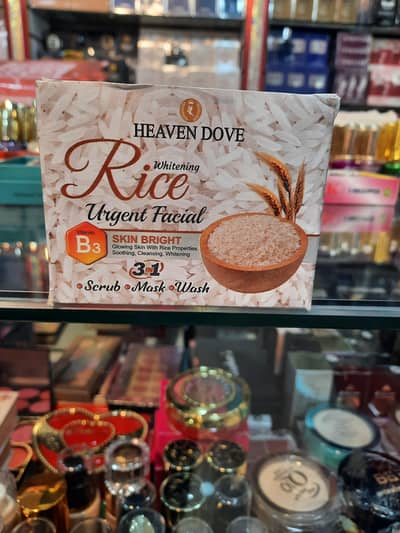 HEAVEN DOVE
Whitening
Rice
Urgent Facial
Vitamin
B3
SKIN BRIGHT
Glowing Skin With Rice Properties
Soothing, Cleansing, Whitening
3in1
Scrub Mask Wash